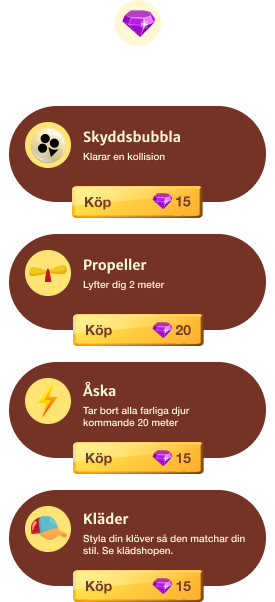 Skyddsbubbla
Klarar en kollision
Köp 15
Propeller
Lyfter dig 2 meter
Köp 20
Åska
Tar bort alla farliga djur
kommande 20 meter
Köp 15
Kläder
Styla din klöver så den matchar din
stil. Se klädshopen.
Köp 15